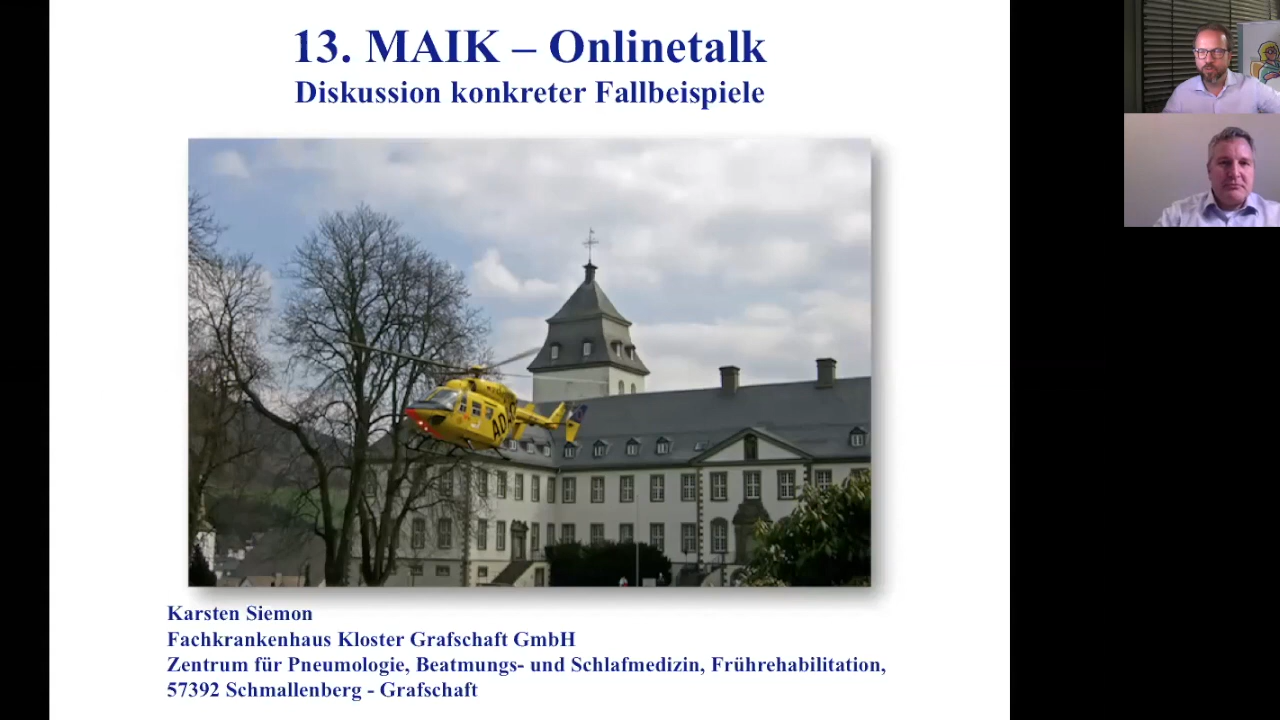 13. MAIK – Onlinetalk
Diskussion konkreter Fallbeispiele
ADAC
Karsten Siemon
Fachkrankenhaus Kloster Grafschaft GmbH
Zentrum für Pneumologie, Beatmungs- und Schlafmedizin, Frührehabilitation,
57392 Schmallenberg - Grafschaft